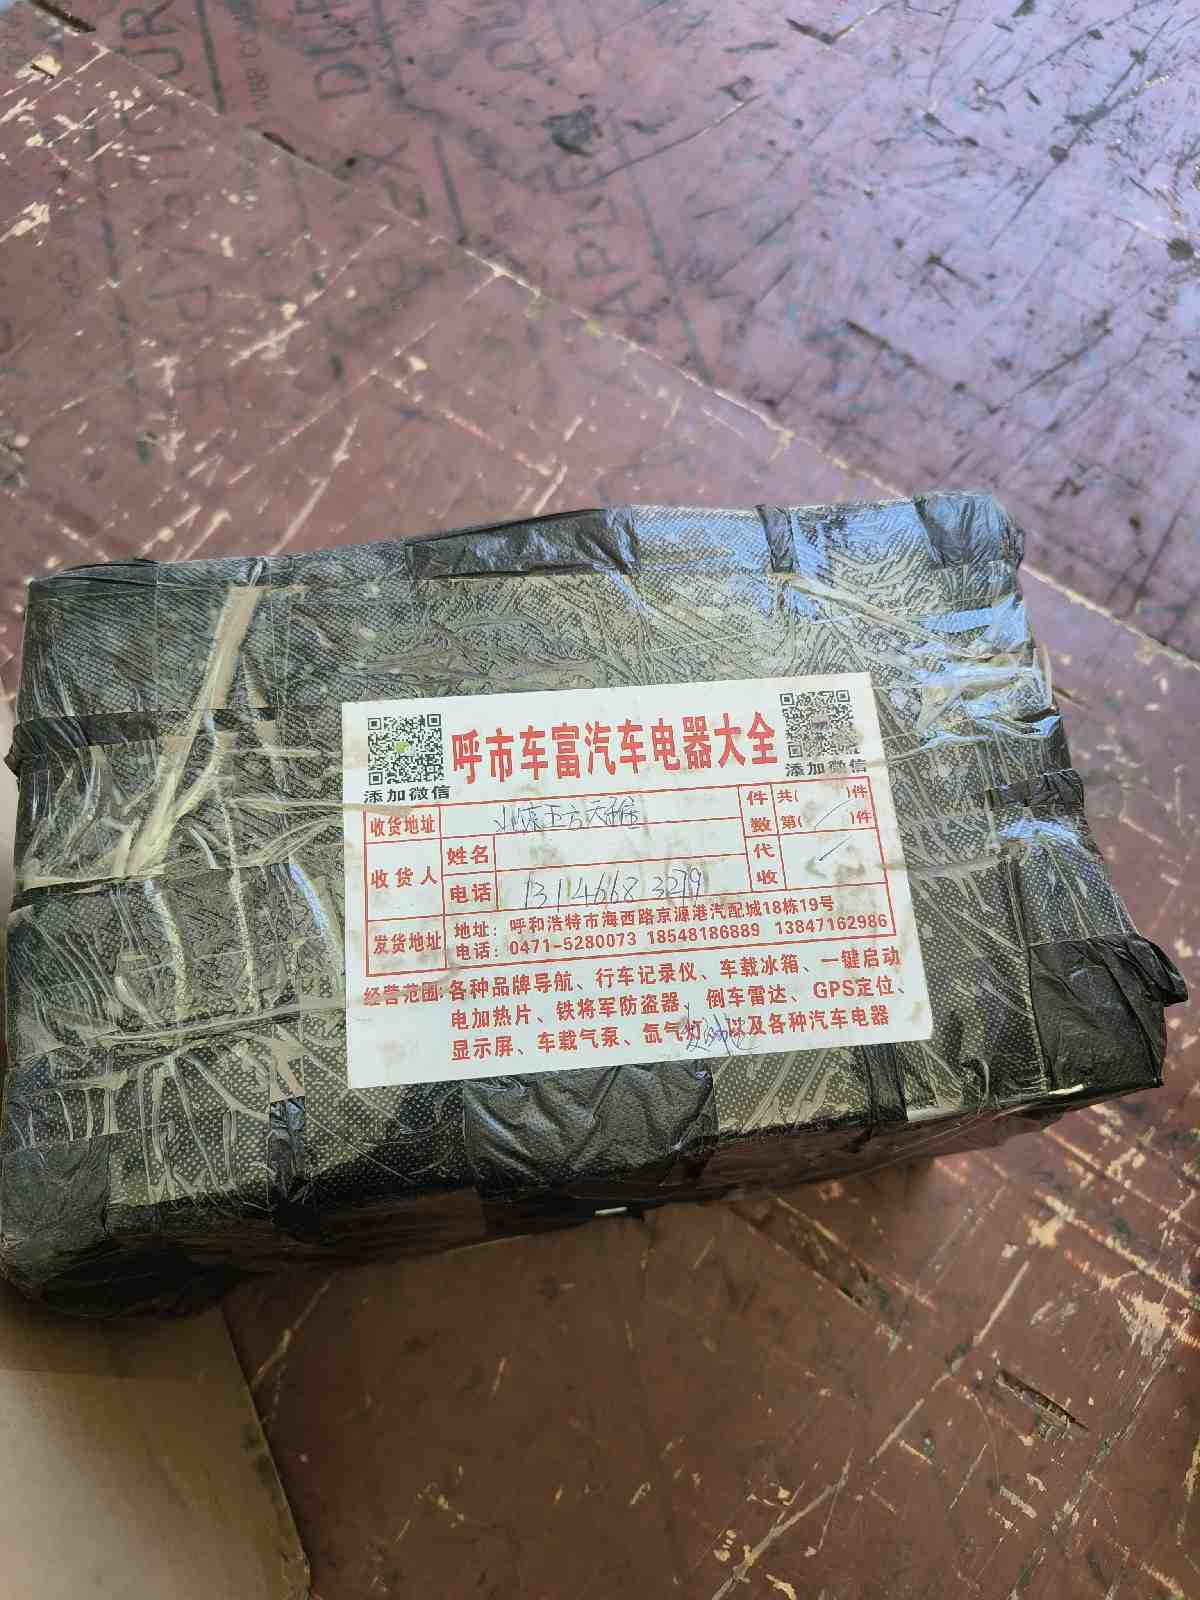 呼市车富汽车电器大全
添加微信
添加微信
收货地址
件数 共( )件
第( )件
收货人 姓名
代收
电话 13114668 3279
发货地址 地址：呼和浩特市海西路京源港汽配城18栋19号
电话：0471-5280073 18548186889 13847162986
经营范围:各种品牌导航、行车记录仪、车载冰箱、一键启动
电加热片、铁将军防盗器、倒车雷达、GPS定位、
显示屏、车载气泵、氙气灯 以及各种汽车电器